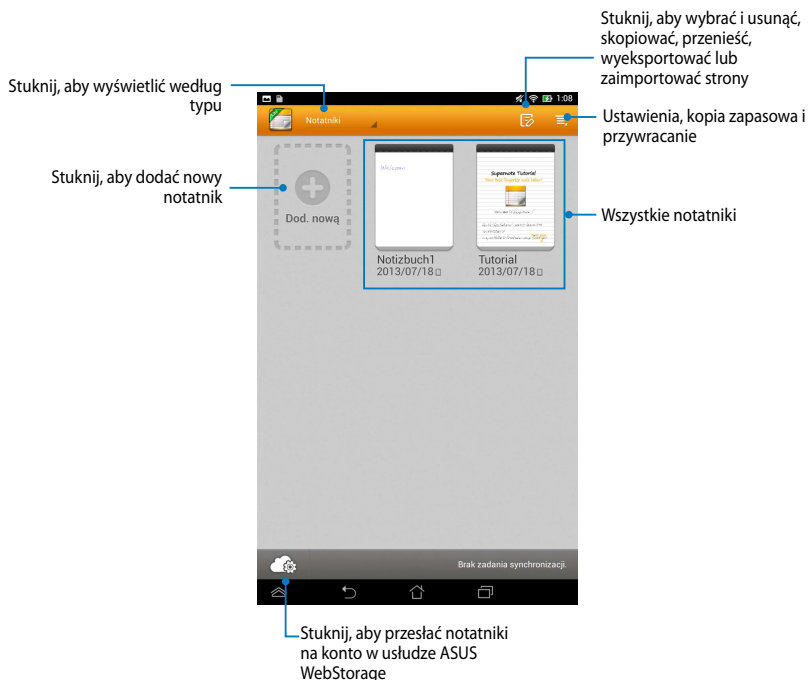 Stuknij, aby wybrać i usunąć,
skopiować, przenieść,
wyeksportować lub
zaimportować strony
Stuknij, aby wyświetlić według
typu
1:08
Notatniki
Ustawienia, kopia zapasowa i
przywracanie
Stuknij, aby dodać nowy
notatnik
Dod. nową
Welcom
Supernote Tutorial
Wszystkie notatniki
Notizbuch1
2013/07/18
Tutorial
2013/07/18
Brak zadania synchronizacji.
Stuknij, aby przesłać notatniki
na konto w usłudze ASUS
WebStorage